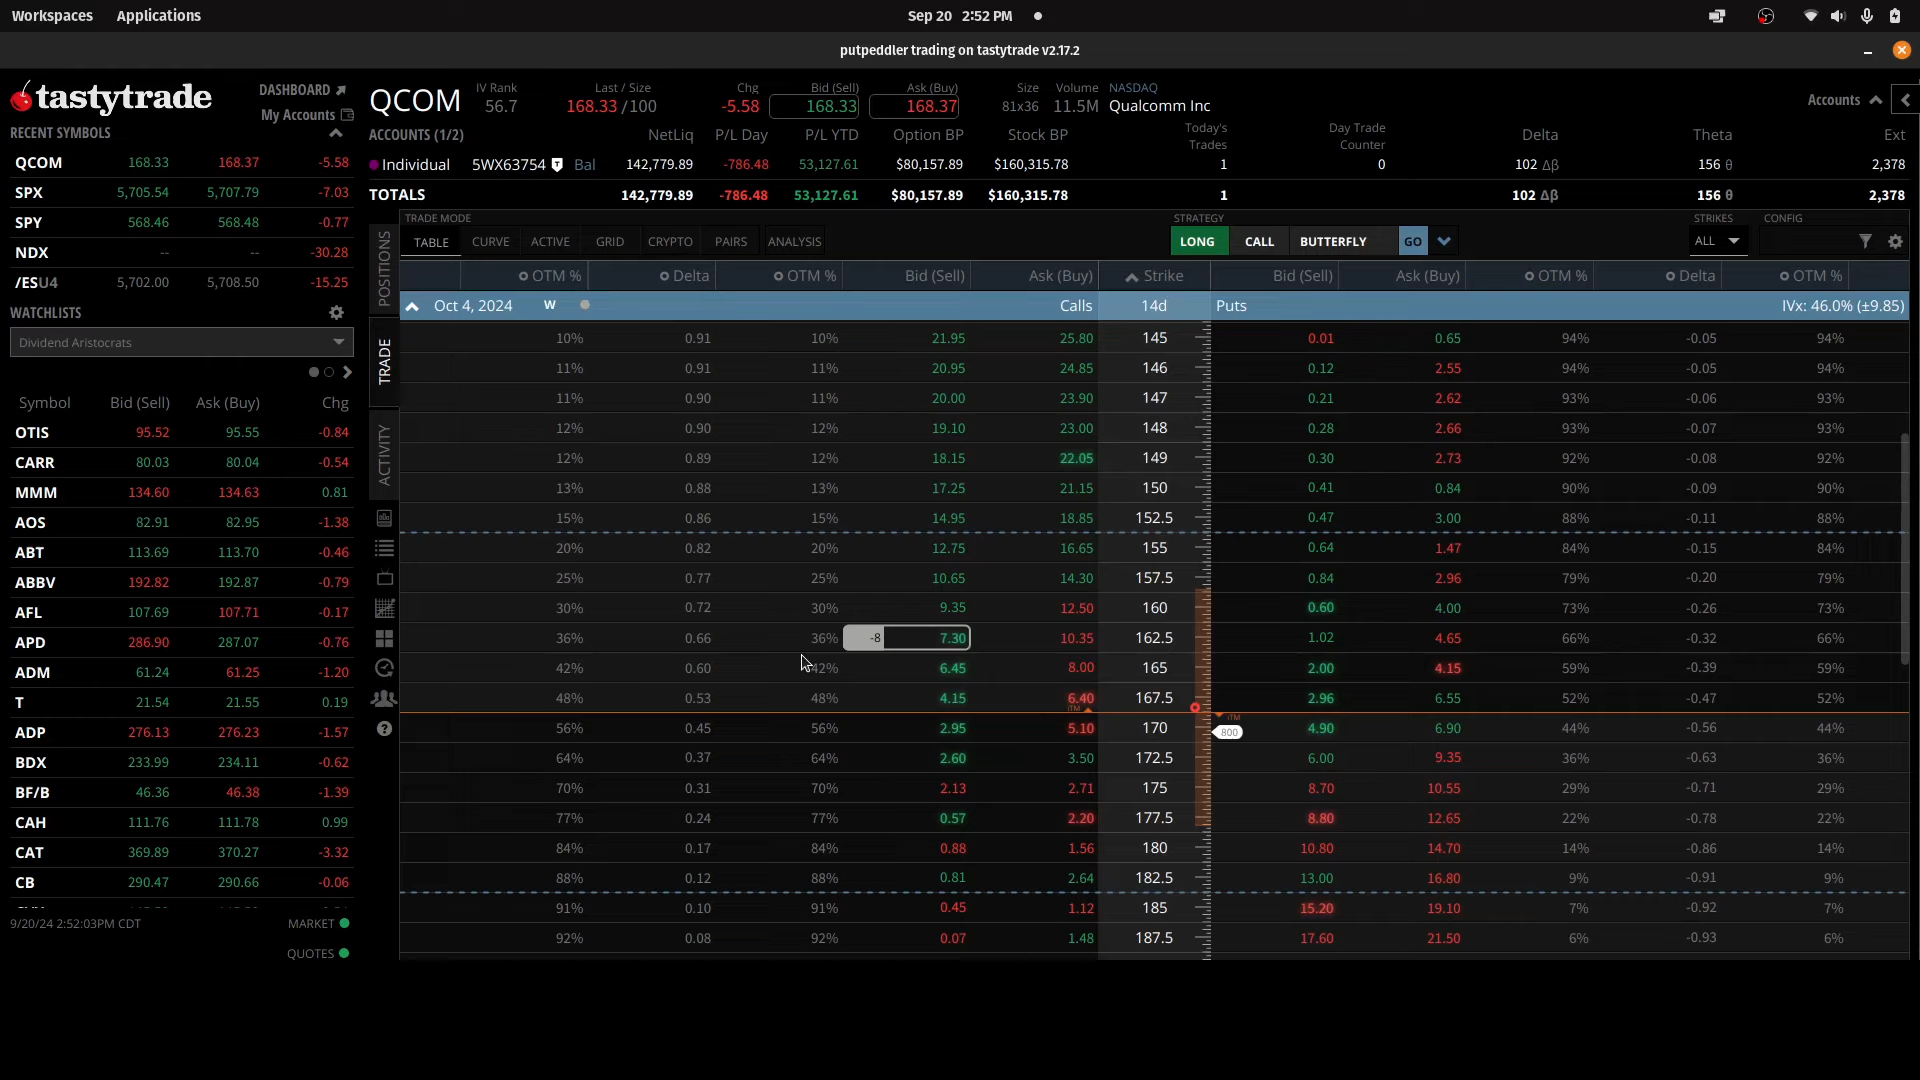 Workspaces Applications Sep 20 2:52 PM
putpeddler trading on tastytrade v2.17.2
tastytrade DASHBOARD
My Accounts
QCOM IV Rank 56.7 Last / Size 168.33 /100 Chg -5.58 Bid (Sell) 168.33 Ask (Buy) 168.37 Size 81x36 Volume 11.5M NASDAQ Qualcomm Inc Accounts
RECENT SYMBOLS
QCOM 168.33 168.37 -5.58
SPX 5,705.54 5,707.79 -7.03
SPY 568.46 568.48 -0.77
NDX -- -- -30.28
/ESU4 5,702.00 5,708.50 -15.25
WATCHLISTS
Dividend Aristocrats
Symbol Bid (Sell) Ask (Buy) Chg
OTIS 95.52 95.55 -0.84
CARR 80.03 80.04 -0.54
MMM 134.60 134.63 0.81
AOS 82.91 82.95 -1.38
ABT 113.69 113.70 -0.46
ABBV 192.82 192.87 -0.79
AFL 107.69 107.71 -0.17
APD 286.90 287.07 -0.76
ADM 61.24 61.25 -1.20
T 21.54 21.55 0.19
ADP 276.13 276.23 -1.57
BDX 233.99 234.11 -0.62
BF/B 46.36 46.38 -1.39
CAH 111.76 111.78 0.99
CAT 369.89 370.27 -3.32
CB 290.47 290.66 -0.06
9/20/24 2:52:03PM CDT MARKET
QUOTES
ACCOUNTS (1/2) NetLiq P/L Day P/L YTD Option BP Stock BP Today's Trades Day Trade Counter Delta Theta Ext
Individual 5WX63754 Bal 142,779.89 -786.48 53,127.61 $80,157.89 $160,315.78 1 0 102 Δβ 156 θ 2,378
TOTALS 142,779.89 -786.48 53,127.61 $80,157.89 $160,315.78 1 102 Δβ 156 θ 2,378
POSITIONS
TRADE
ACTIVITY
TRADE MODE STRATEGY STRIKES CONFIG
TABLE CURVE ACTIVE GRID CRYPTO PAIRS ANALYSIS LONG CALL BUTTERFLY GO ALL
OTM % Delta OTM % Bid (Sell) Ask (Buy) Strike Bid (Sell) Ask (Buy) OTM % Delta OTM %
Oct 4, 2024 W Calls 14d Puts IVx: 46.0% (±9.85)
10% 0.91 10% 21.95 25.80 145 0.01 0.65 94% -0.05 94%
11% 0.91 11% 20.95 24.85 146 0.12 2.55 94% -0.05 94%
11% 0.90 11% 20.00 23.90 147 0.21 2.62 93% -0.06 93%
12% 0.90 12% 19.10 23.00 148 0.28 2.66 93% -0.07 93%
12% 0.89 12% 18.15 22.05 149 0.30 2.73 92% -0.08 92%
13% 0.88 13% 17.25 21.15 150 0.41 0.84 90% -0.09 90%
15% 0.86 15% 14.95 18.85 152.5 0.47 3.00 88% -0.11 88%
20% 0.82 20% 12.75 16.65 155 0.64 1.47 84% -0.15 84%
25% 0.77 25% 10.65 14.30 157.5 0.84 2.96 79% -0.20 79%
30% 0.72 30% 9.35 12.50 160 0.60 4.00 73% -0.26 73%
36% 0.66 36% -8 7.30 10.35 162.5 1.02 4.65 66% -0.32 66%
42% 0.60 42% 6.45 8.00 165 2.00 4.15 59% -0.39 59%
48% 0.53 48% 4.15 6.40 167.5 2.96 6.55 52% -0.47 52%
ITM ITM
56% 0.45 56% 2.95 5.10 170 800 4.90 6.90 44% -0.56 44%
64% 0.37 64% 2.60 3.50 172.5 6.00 9.35 36% -0.63 36%
70% 0.31 70% 2.13 2.71 175 8.70 10.55 29% -0.71 29%
77% 0.24 77% 0.57 2.20 177.5 8.80 12.65 22% -0.78 22%
84% 0.17 84% 0.88 1.56 180 10.80 14.70 14% -0.86 14%
88% 0.12 88% 0.81 2.64 182.5 13.00 16.80 9% -0.91 9%
91% 0.10 91% 0.45 1.12 185 15.20 19.10 7% -0.92 7%
92% 0.08 92% 0.07 1.48 187.5 17.60 21.50 6% -0.93 6%